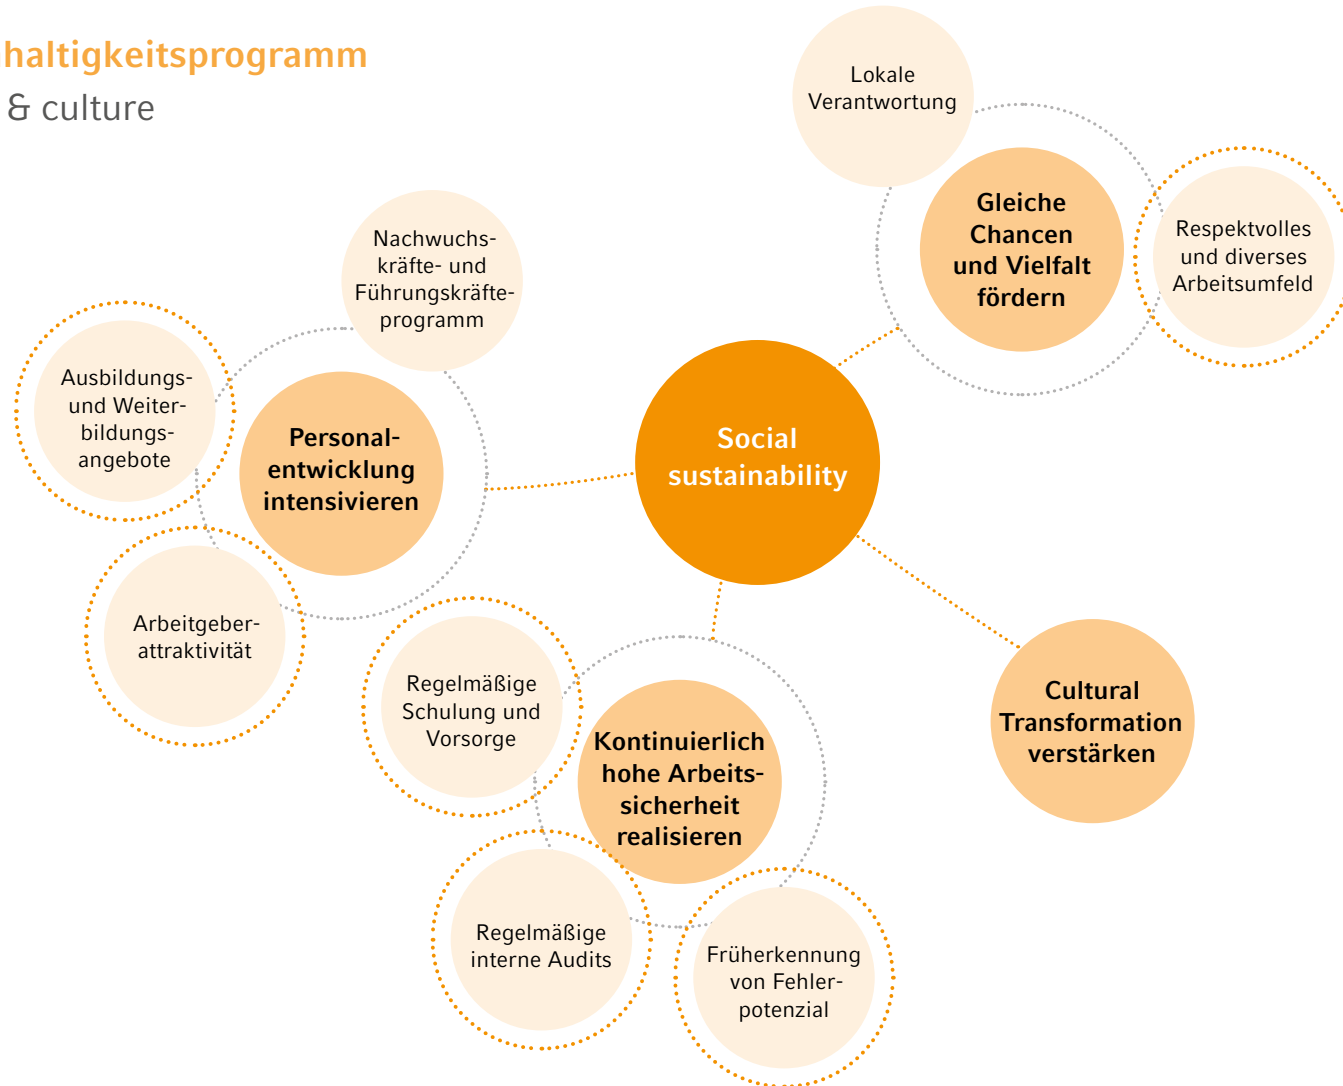 haltigkeitsprogramm
& culture
Lokale
Verantwortung
Gleiche
Chancen
und Vielfalt
fördern
Respektvolles
und diverses
Arbeitsumfeld
Nachwuchs-
kräfte- und
Führungskräfte-
programm
Ausbildungs-
und Weiter-
bildungs-
angebote
Personal-
entwicklung
intensivieren
Arbeitgeber-
attraktivität
Social
sustainability
Regelmäßige
Schulung und
Vorsorge
Kontinuierlich
hohe Arbeits-
sicherheit
realisieren
Regelmäßige
interne Audits
Früherkennung
von Fehler-
potenzial
Cultural
Transformation
verstärken